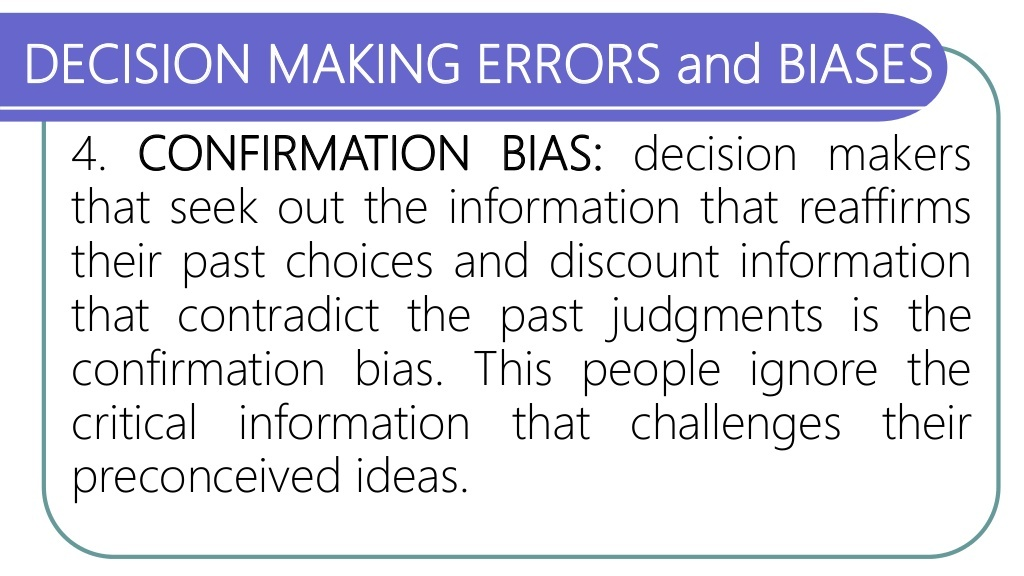 DECISION MAKING ERRORS and BIASES
4. CONFIRMATION BIAS: decision makers
that seek out the information that reaffirms
their past choices and discount information
that contradict the past judgments is the
confirmation bias. This people ignore the
critical information that challenges their
preconceived ideas.